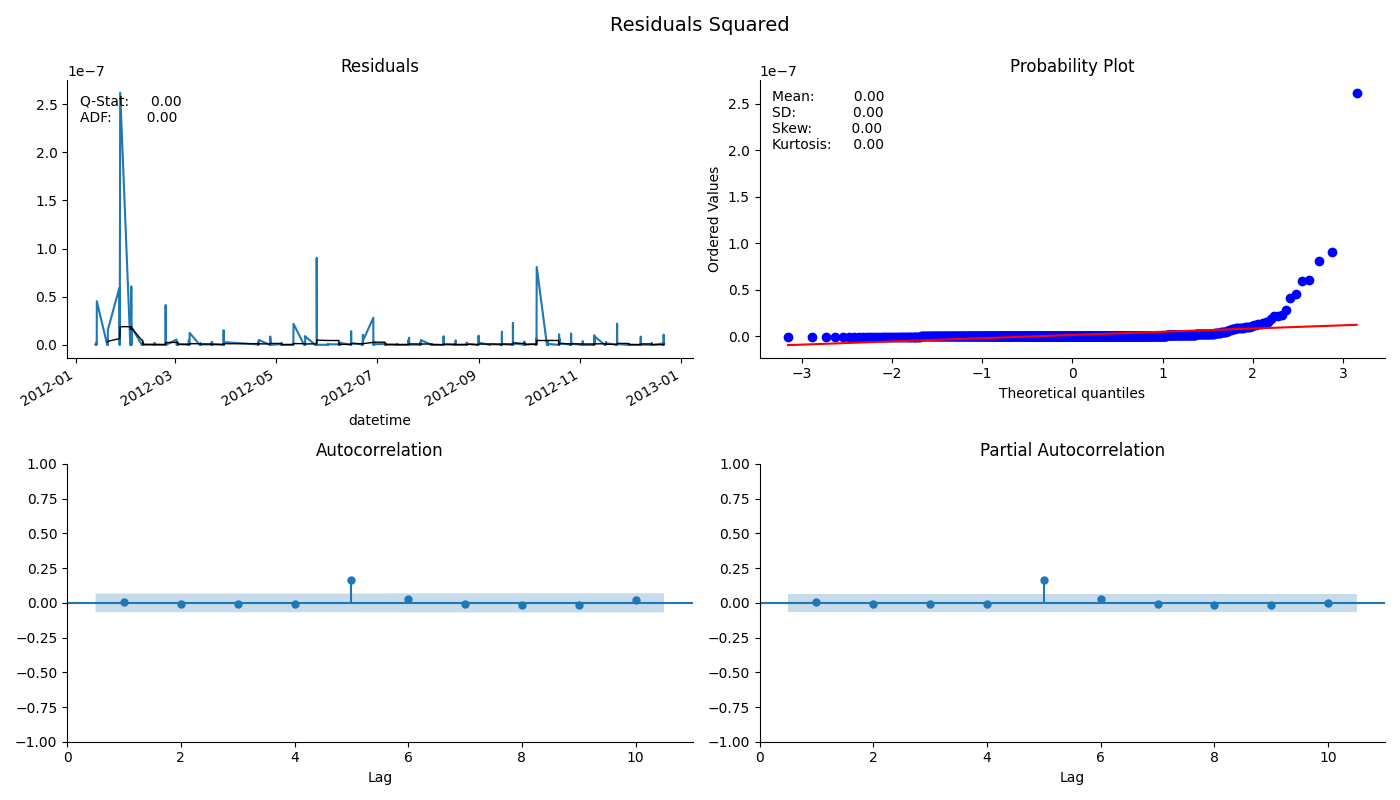 Residuals Squared
Residuals
1e−7
Q-Stat: 0.00
ADF: 0.00
2.5
2.0
1.5
1.0
0.5
0.0
2012-01
2012-03
2012-05
2012-07
2012-09
2012-11
2013-01
datetime
Probability Plot
1e−7
Mean: 0.00
SD: 0.00
Skew: 0.00
Kurtosis: 0.00
Ordered Values
2.5
2.0
1.5
1.0
0.5
0.0
−3 −2 −1 0 1 2 3
Theoretical quantiles
Autocorrelation
1.00
0.75
0.50
0.25
0.00
−0.25
−0.50
−0.75
−1.00
0 2 4 6 8 10
Lag
Partial Autocorrelation
1.00
0.75
0.50
0.25
0.00
−0.25
−0.50
−0.75
−1.00
0 2 4 6 8 10
Lag